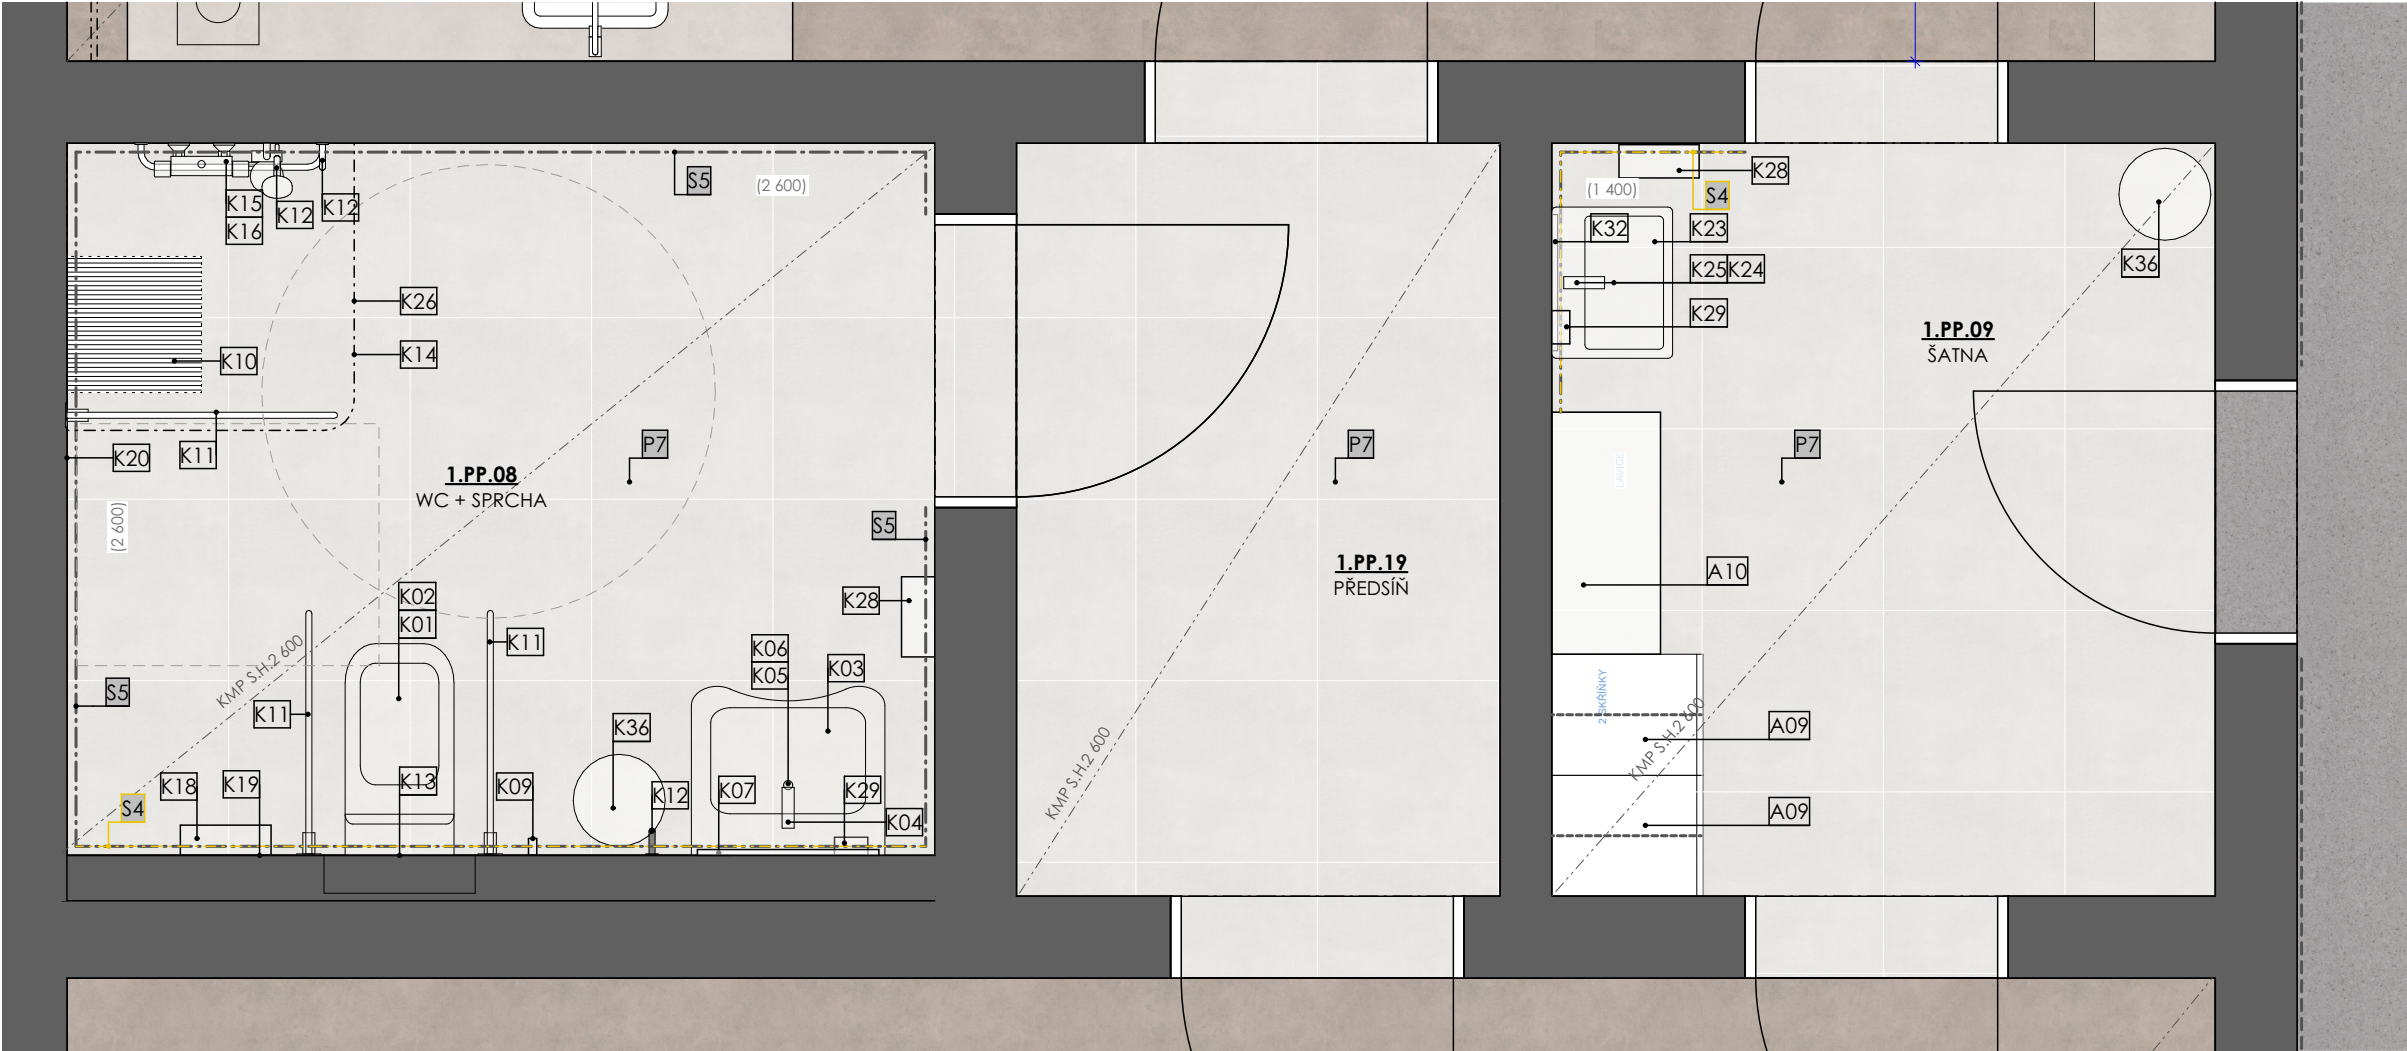 S5
(2 600)
K15
K16
K12
K12
K26
K14
K10
K20
K11
1.PP.08
WC + SPRCHA
P7
(2 600)
S5
K28
K02
K01
K11
K06
K05
K03
KMP S.H.2 600
S5
K11
K36
K18
K19
K13
K09
K12
K07
K29
K04
S4
P7
1.PP.19
PŘEDSÍŇ
KMP S.H.2 600
K28
(1 400)
S4
K32
K23
K25
K24
K29
K36
1.PP.09
ŠATNA
P7
LAVICE
A10
2 SKŘÍŇKY
KMP S.H.2 600
A09
A09